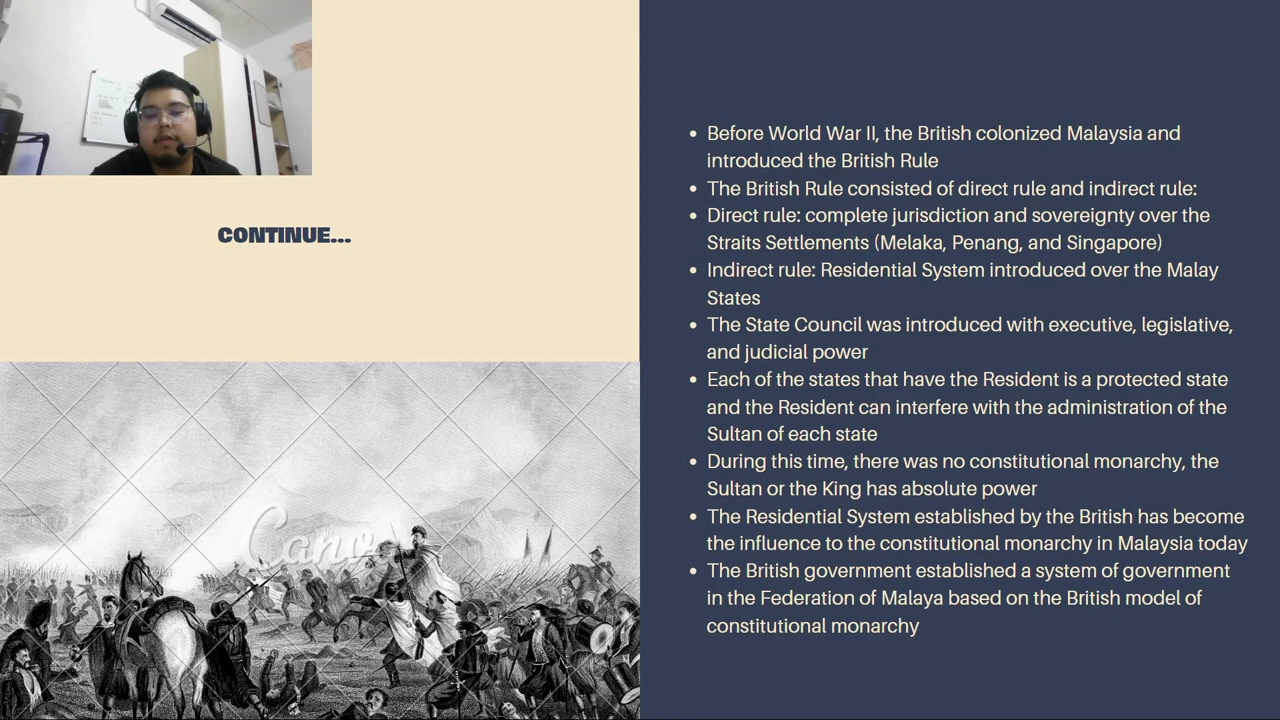 CONTINUE...
• Before World War II, the British colonized Malaysia and
introduced the British Rule
• The British Rule consisted of direct rule and indirect rule:
• Direct rule: complete jurisdiction and sovereignty over the
Straits Settlements (Melaka, Penang, and Singapore)
• Indirect rule: Residential System introduced over the Malay
States
• The State Council was introduced with executive, legislative,
and judicial power
• Each of the states that have the Resident is a protected state
and the Resident can interfere with the administration of the
Sultan of each state
• During this time, there was no constitutional monarchy, the
Sultan or the King has absolute power
• The Residential System established by the British has become
the influence to the constitutional monarchy in Malaysia today
• The British government established a system of government
in the Federation of Malaya based on the British model of
constitutional monarchy
Canva